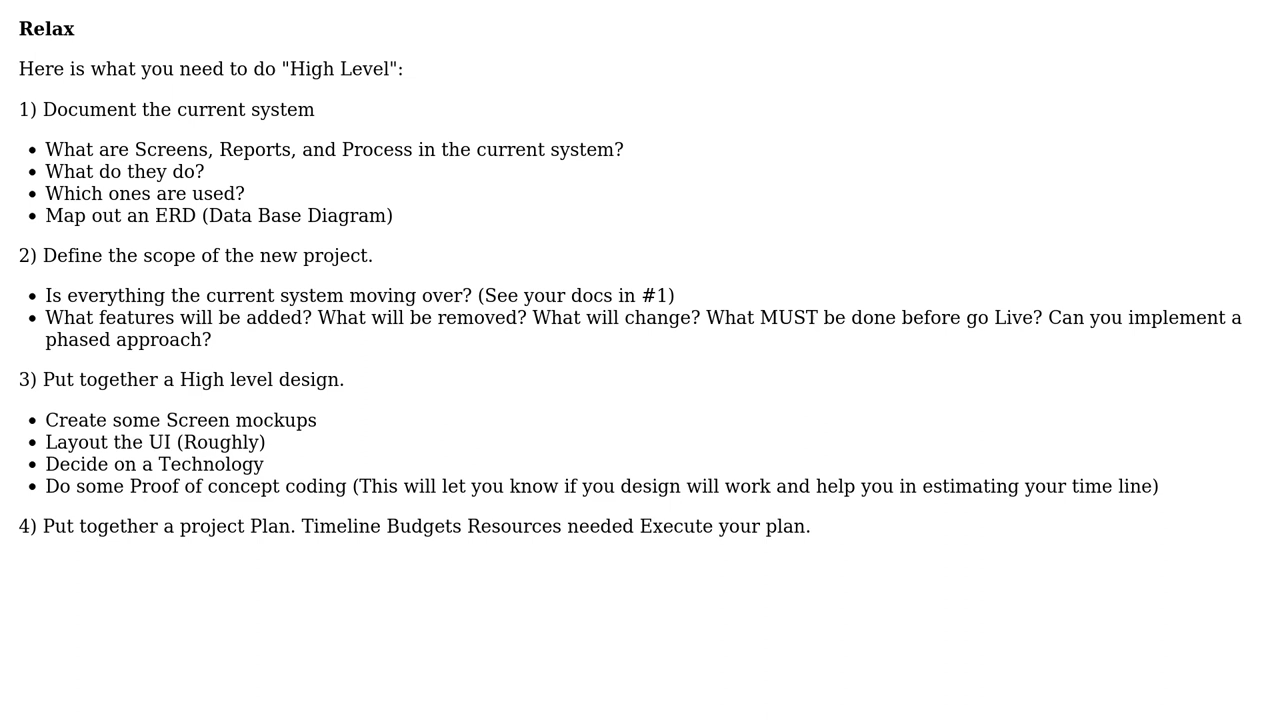 Relax
Here is what you need to do "High Level":
1) Document the current system
• What are Screens, Reports, and Process in the current system?
• What do they do?
• Which ones are used?
• Map out an ERD (Data Base Diagram)
2) Define the scope of the new project.
• Is everything the current system moving over? (See your docs in #1)
• What features will be added? What will be removed? What will change? What MUST be done before go Live? Can you implement a
phased approach?
3) Put together a High level design.
• Create some Screen mockups
• Layout the UI (Roughly)
• Decide on a Technology
• Do some Proof of concept coding (This will let you know if you design will work and help you in estimating your time line)
4) Put together a project Plan. Timeline Budgets Resources needed Execute your plan.